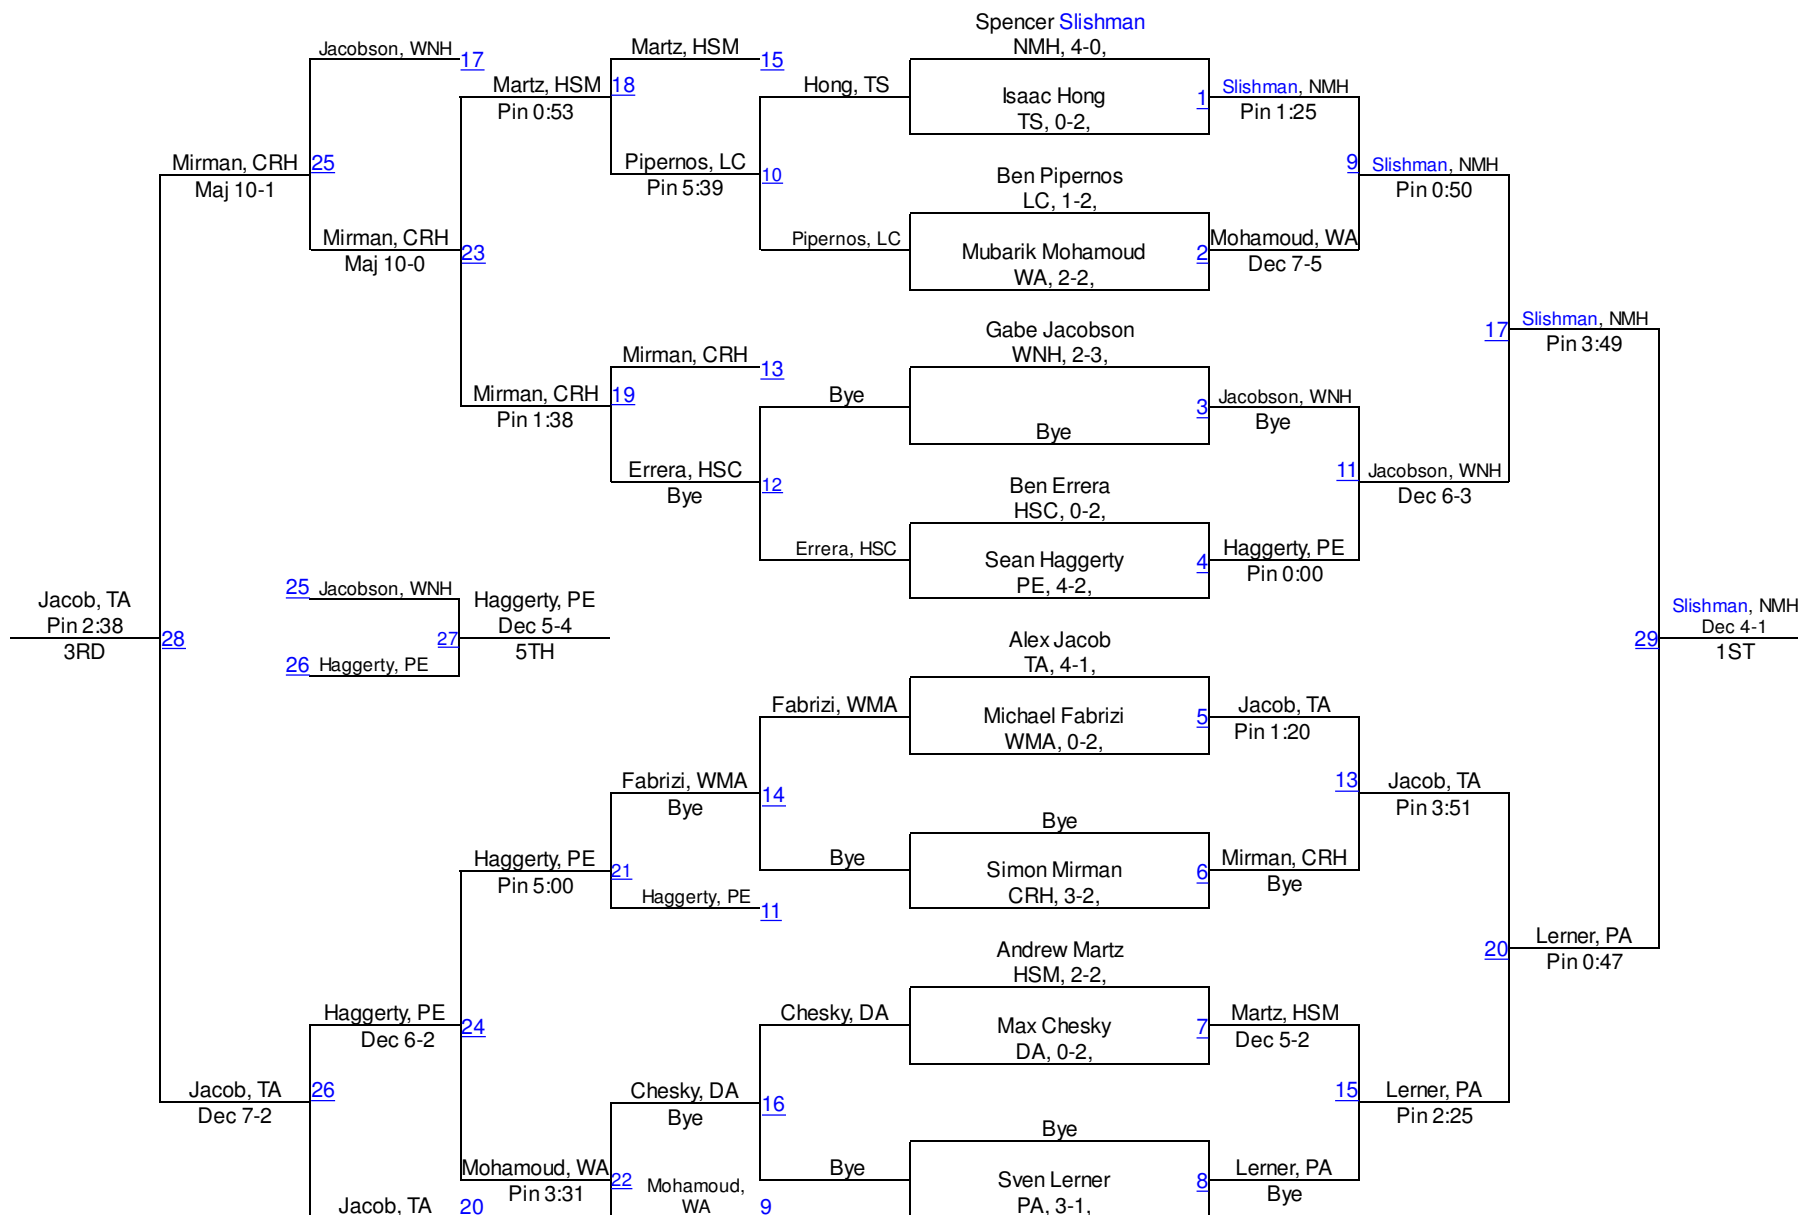 Spencer Slishman
NMH, 4-0,
Jacobson, WNH
17
Martz, HSM
15
Martz, HSM
18
Pin 0:53
Hong, TS
Isaac Hong
TS, 0-2,
1
Slishman, NMH
Pin 1:25
Mirman, CRH
25
Maj 10-1
Pipernos, LC
10
Pin 5:39
Ben Pipernos
LC, 1-2,
9
Slishman, NMH
Pin 0:50
Mirman, CRH
23
Maj 10-0
Pipernos, LC
Mubarik Mohamoud
WA, 2-2,
2
Mohamoud, WA
Dec 7-5
Gabe Jacobson
WNH, 2-3,
17
Slishman, NMH
Pin 3:49
Mirman, CRH
13
Mirman, CRH
19
Pin 1:38
Bye
Bye
3
Jacobson, WNH
Bye
Errera, HSC
12
Bye
Ben Errera
HSC, 0-2,
11
Jacobson, WNH
Dec 6-3
Errera, HSC
Sean Haggerty
PE, 4-2,
4
Haggerty, PE
Pin 0:00
Jacob, TA
Pin 2:38
3RD
28
25
Jacobson, WNH
26
Haggerty, PE
27
Haggerty, PE
Dec 5-4
5TH
Alex Jacob
TA, 4-1,
29
Slishman, NMH
Dec 4-1
1ST
Fabrizi, WMA
Michael Fabrizi
WMA, 0-2,
5
Jacob, TA
Pin 1:20
Fabrizi, WMA
14
Bye
13
Jacob, TA
Pin 3:51
Bye
Haggerty, PE
21
Pin 5:00
Haggerty, PE
11
Bye
Simon Mirman
CRH, 3-2,
6
Mirman, CRH
Bye
Andrew Martz
HSM, 2-2,
20
Lerner, PA
Pin 0:47
Haggerty, PE
24
Dec 6-2
Chesky, DA
Max Chesky
DA, 0-2,
7
Martz, HSM
Dec 5-2
Jacob, TA
26
Dec 7-2
Chesky, DA
16
Bye
15
Lerner, PA
Pin 2:25
Bye
Mohamoud, WA
22
Pin 3:31
Mohamoud,
WA
9
Bye
Sven Lerner
PA, 3-1,
8
Lerner, PA
Bye
Jacob, TA
20